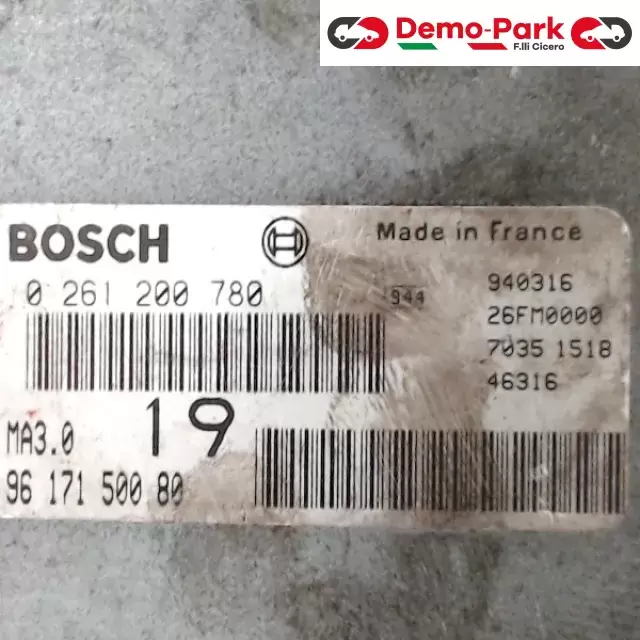 Demo-Park
F.lli Cicero
BOSCH
Made in France
0 261 200 780
944
940316
26FM0000
7035 1518
46316
MA3.0
19
96 171 500 80